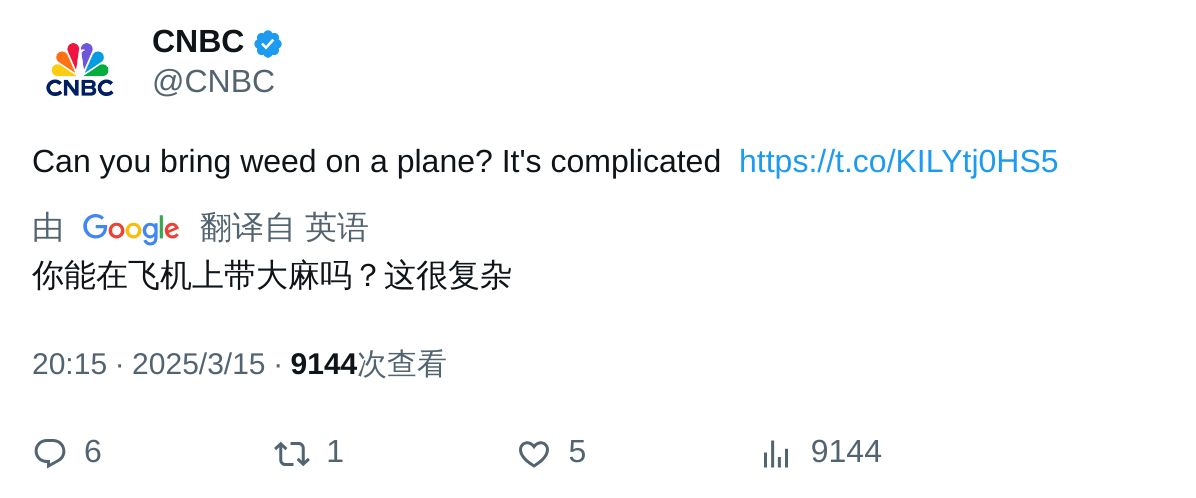 CNBC
CNBC
@CNBC
Can you bring weed on a plane? It's complicated https://t.co/KILYtj0HS5
由 Google 翻译自 英语
你能在飞机上带大麻吗？这很复杂
20:15 · 2025/3/15 · 9144次查看
6 1 5 9144